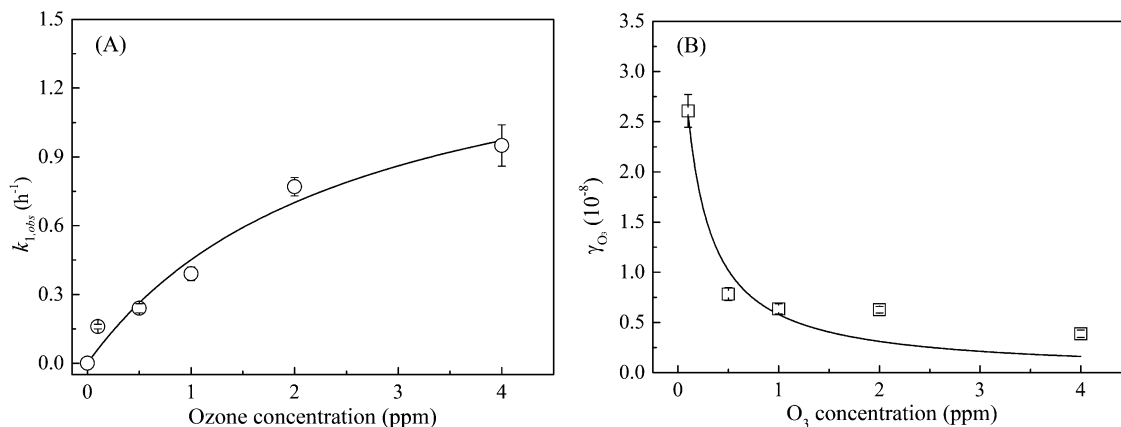 (A)
1.5
1.2
0.9
0.6
0.3
0.0
k1,obs (h-1)
0 1 2 3 4
Ozone concentration (ppm)
(B)
3.5
3.0
2.5
2.0
1.5
1.0
0.5
0.0
γO3 (10-8)
0 1 2 3 4
O3 concentration (ppm)